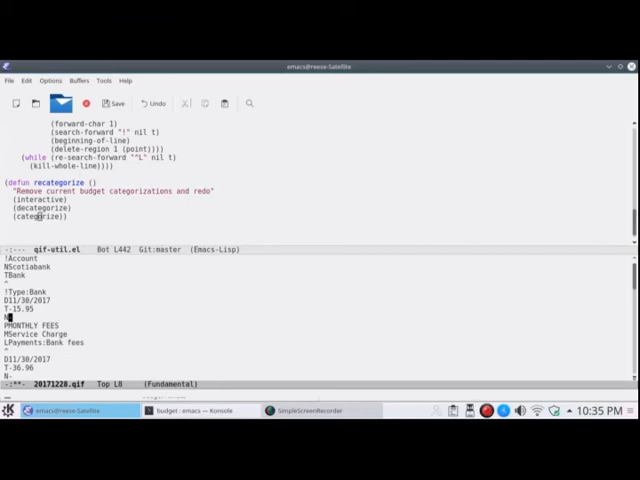 emacs@reese-Satellite
File Edit Options Buffers Tools Help
Save Undo
(forward-char 1)
(search-forward "!" nil t)
(beginning-of-line)
(delete-region 1 (point))))
(while (re-search-forward "^L" nil t)
(kill-whole-line))))
(defun recategorize ()
"Remove current budget categorizations and redo"
(interactive)
(decategorize)
(categorize))
-:--- qif-util.el Bot L442 Git:master (Emacs-Lisp)
!Account
NScotiabank
TBank
^
!Type:Bank
D11/30/2017
T-15.95
N-
PMONTHLY FEES
MService Charge
LPayments:Bank fees
^
D11/30/2017
T-36.96
N-
-:**- 20171228.qif Top L8 (Fundamental)
emacs@reese-Satellite budget : emacs — Konsole SimpleScreenRecorder 10:35 PM